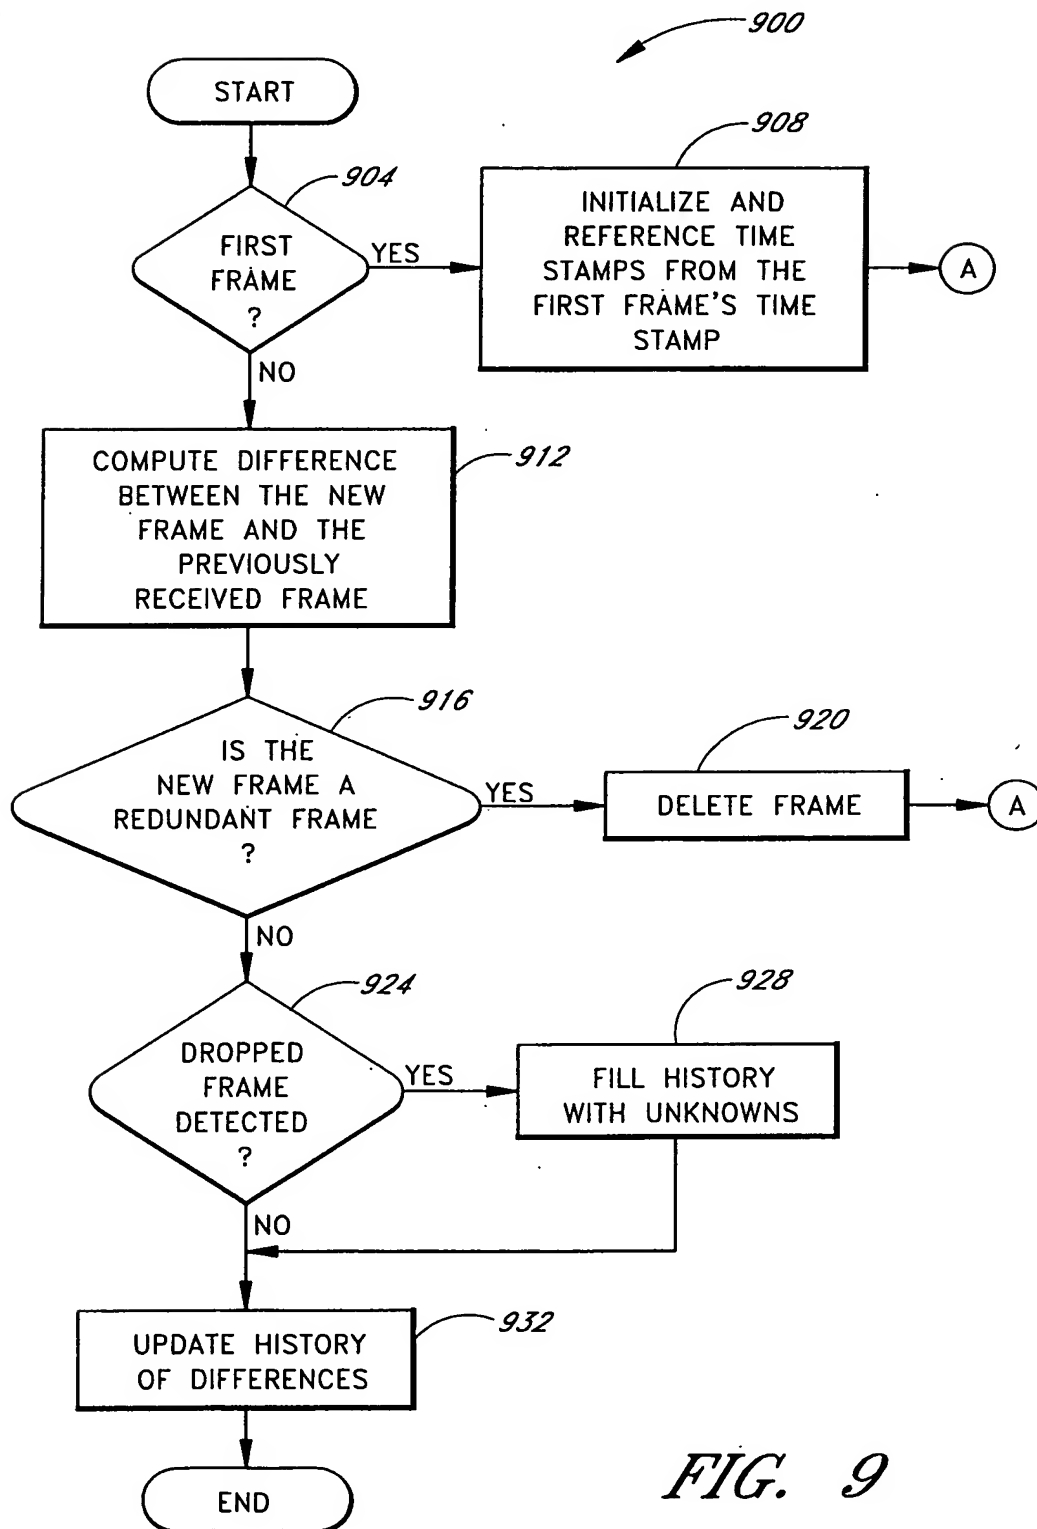 900
START
904
FIRST
FRAME
?
YES
908
INITIALIZE AND
REFERENCE TIME
STAMPS FROM THE
FIRST FRAME'S TIME
STAMP
A
NO
912
COMPUTE DIFFERENCE
BETWEEN THE NEW
FRAME AND THE
PREVIOUSLY
RECEIVED FRAME
916
IS THE
NEW FRAME A
REDUNDANT FRAME
?
YES
920
DELETE FRAME
A
NO
924
DROPPED
FRAME
DETECTED
?
YES
928
FILL HISTORY
WITH UNKNOWNS
NO
932
UPDATE HISTORY
OF DIFFERENCES
END
FIG. 9